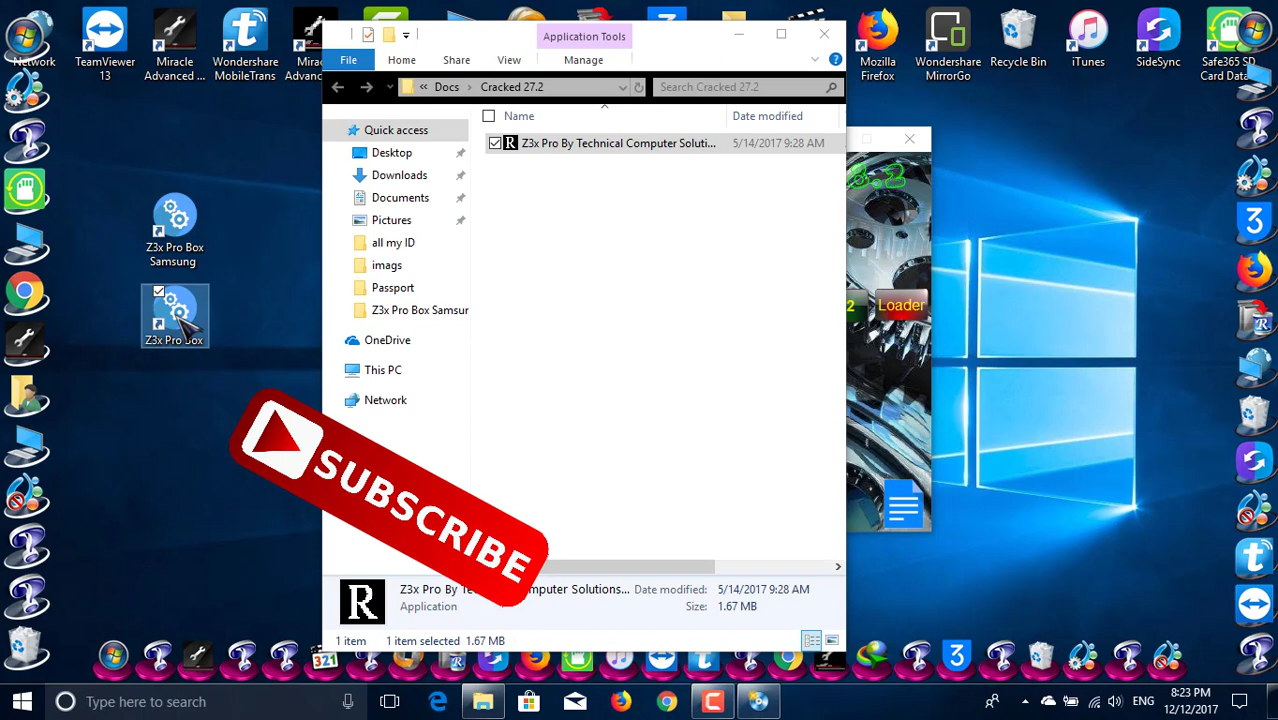 Network
TeamViewer
13
Miracle
Advanced ...
Wondershare
MobileTrans
Mirac
Advanc
Application Tools
File
Home
Share
View
Manage
Docs
Cracked 27.2
Search Cracked 27.2
Name
Date modified
Quick access
Z3x Pro By Technical Computer Soluti...
5/14/2017 9:28 AM
Desktop
Downloads
Documents
Pictures
all my ID
imags
Passport
Z3x Pro Box Samsur
OneDrive
This PC
Network
Mozilla
Firefox
Wondershare
MirrorGo
Recycle Bin
iTunes
SideSync
Safe365 SD
Card Data
Z3x Pro Box
Samsung
Z3x Pro Box
2
Loader
3
SUBSCRIBE
R
Z3x Pro By Te
mputer Solutions...
Date modified:
5/14/2017 9:28 AM
Application
Size:
1.67 MB
1 item
1 item selected
1.67 MB
321
3
Type here to search
ENG
8:23 PM
12/12/2017